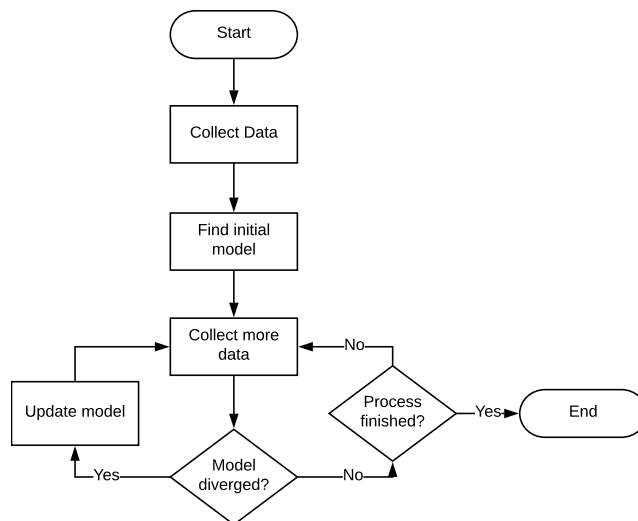 Start
Collect Data
Find initial
model
Collect more
data
No
Update model
Process
finished?
Yes
End
Model
diverged?
Yes
No